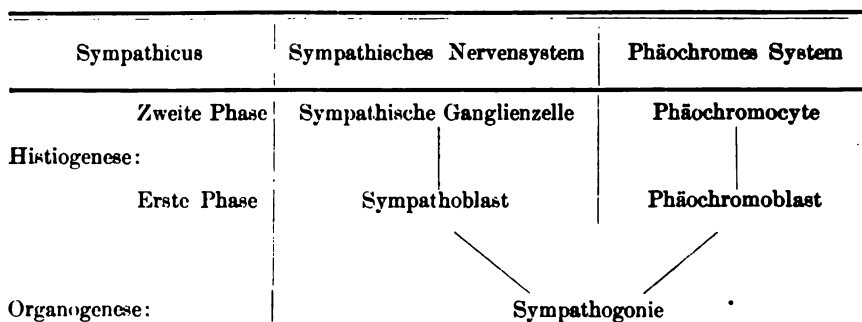 Sympathicus Sympathisches Nervensystem Phäochromes System
Zweite Phase Sympathische Ganglienzelle Phäochromocyte
Histiogenese:
Erste Phase Sympathoblast Phäochromoblast
Organogenese: Sympathogonie